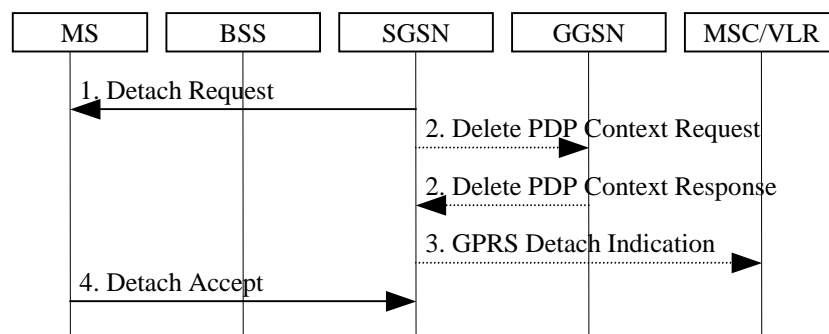 MS BSS SGSN GGSN MSC/VLR
1. Detach Request
2. Delete PDP Context Request
2. Delete PDP Context Response
3. GPRS Detach Indication
4. Detach Accept